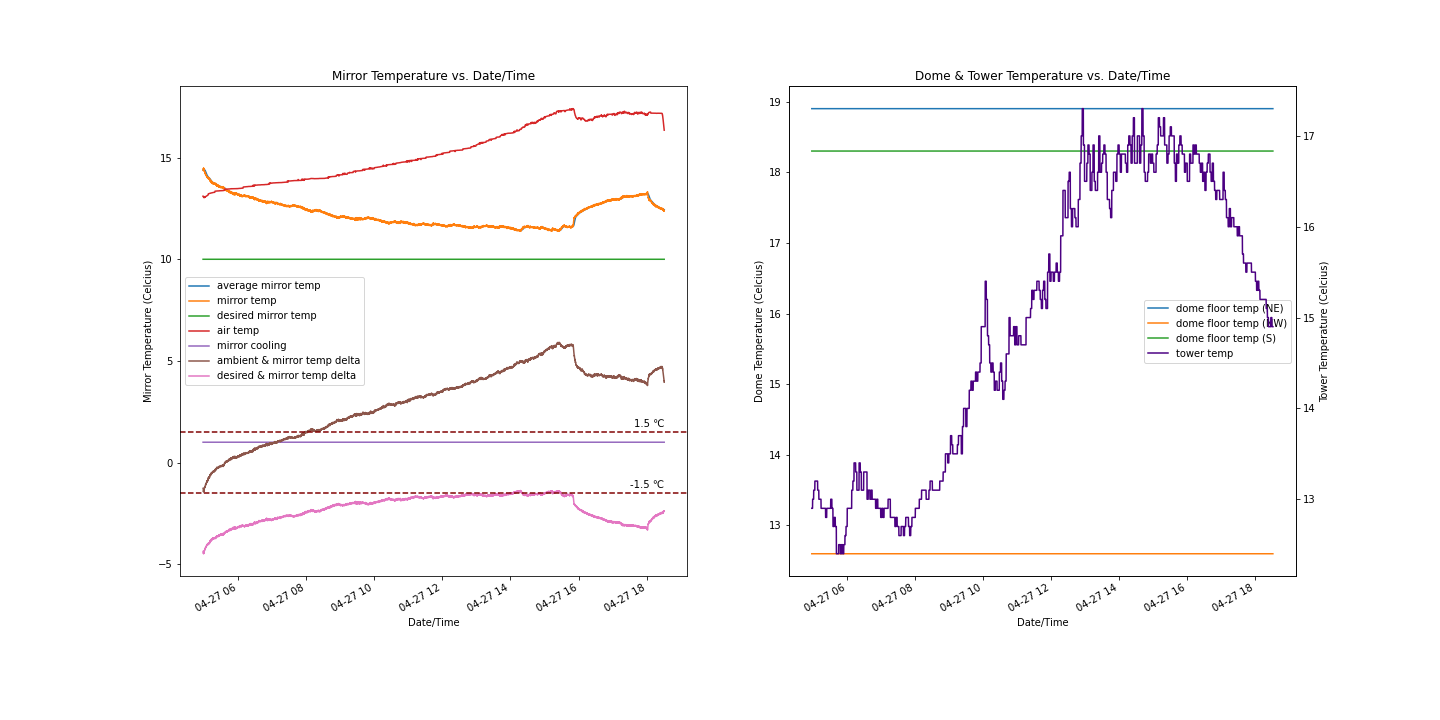 Mirror Temperature vs. Date/Time
Mirror Temperature (Celcius)
15
10
5
0
−5
average mirror temp
mirror temp
desired mirror temp
air temp
mirror cooling
ambient & mirror temp delta
desired & mirror temp delta
1.5 °C
-1.5 °C
04-27 06
04-27 08
04-27 10
04-27 12
04-27 14
04-27 16
04-27 18
Date/Time
Dome & Tower Temperature vs. Date/Time
Dome Temperature (Celcius)
19
18
17
16
15
14
13
dome floor temp (NE)
dome floor temp (NW)
dome floor temp (S)
tower temp
17
16
15
14
13
Tower Temperature (Celcius)
04-27 06
04-27 08
04-27 10
04-27 12
04-27 14
04-27 16
04-27 18
Date/Time